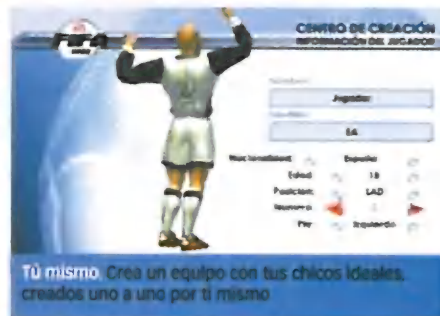 CENTRO DE CREACIÓN
INFORMACIÓN DEL JUGADOR
FIFA
Jugador
EA
Nacionalidad: Español
Edad: 18
Posición: LAD
Número:
Pie: Izquierdo
Tú mismo. Crea un equipo con tus chicos ideales,
creados uno a uno por ti mismo